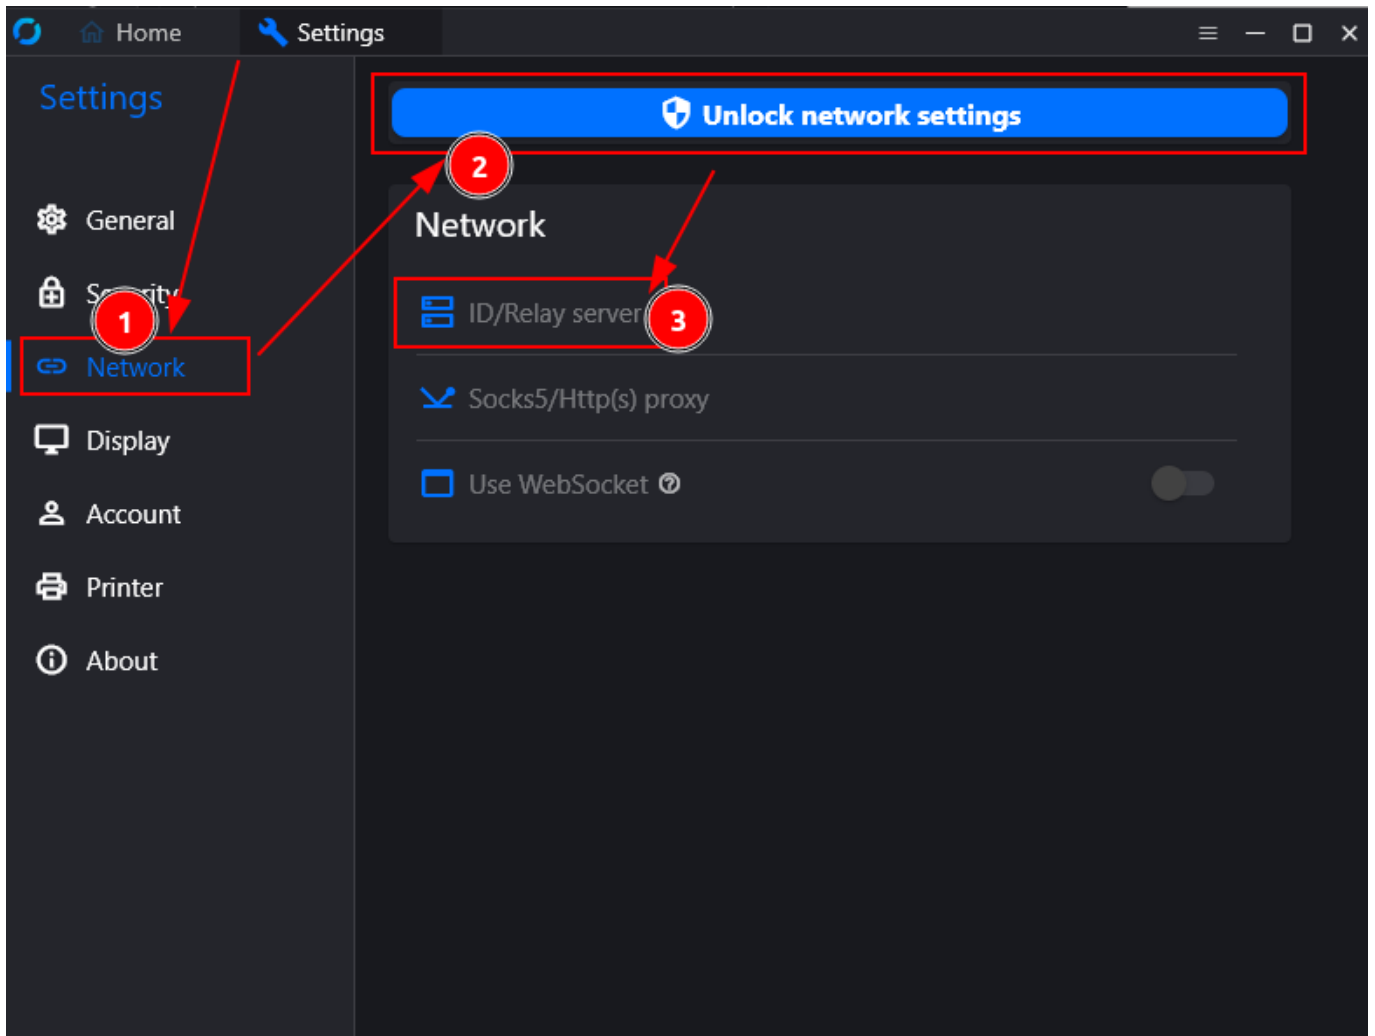 Home
Settings
Settings
Unlock network settings
2
General
Network
Security
1
ID/Relay server
3
Network
Socks5/Http(s) proxy
Display
Use WebSocket
Account
Printer
About